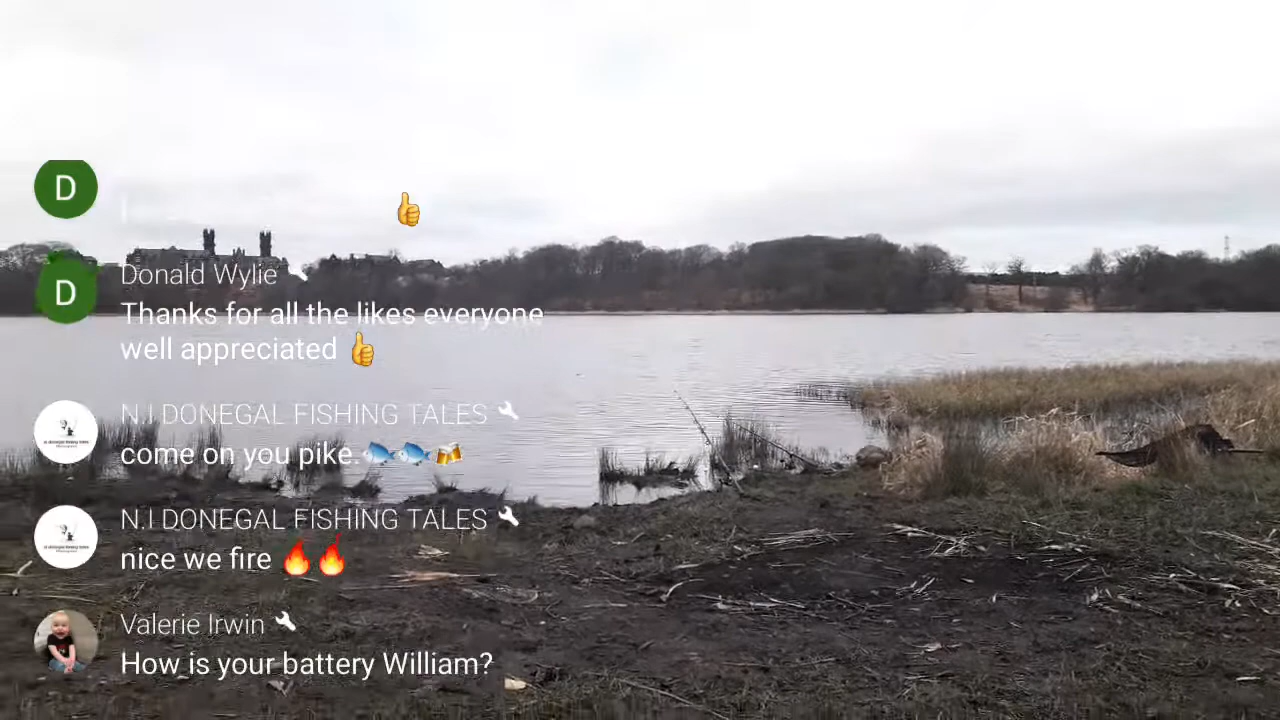 D
D
Donald Wylie
Thanks for all the likes everyone
well appreciated 👍
N.I DONEGAL FISHING TALES
come on you pike.🐟🐟🍻
N.I DONEGAL FISHING TALES
nice we fire 🔥🔥
Valerie Irwin
How is your battery William?